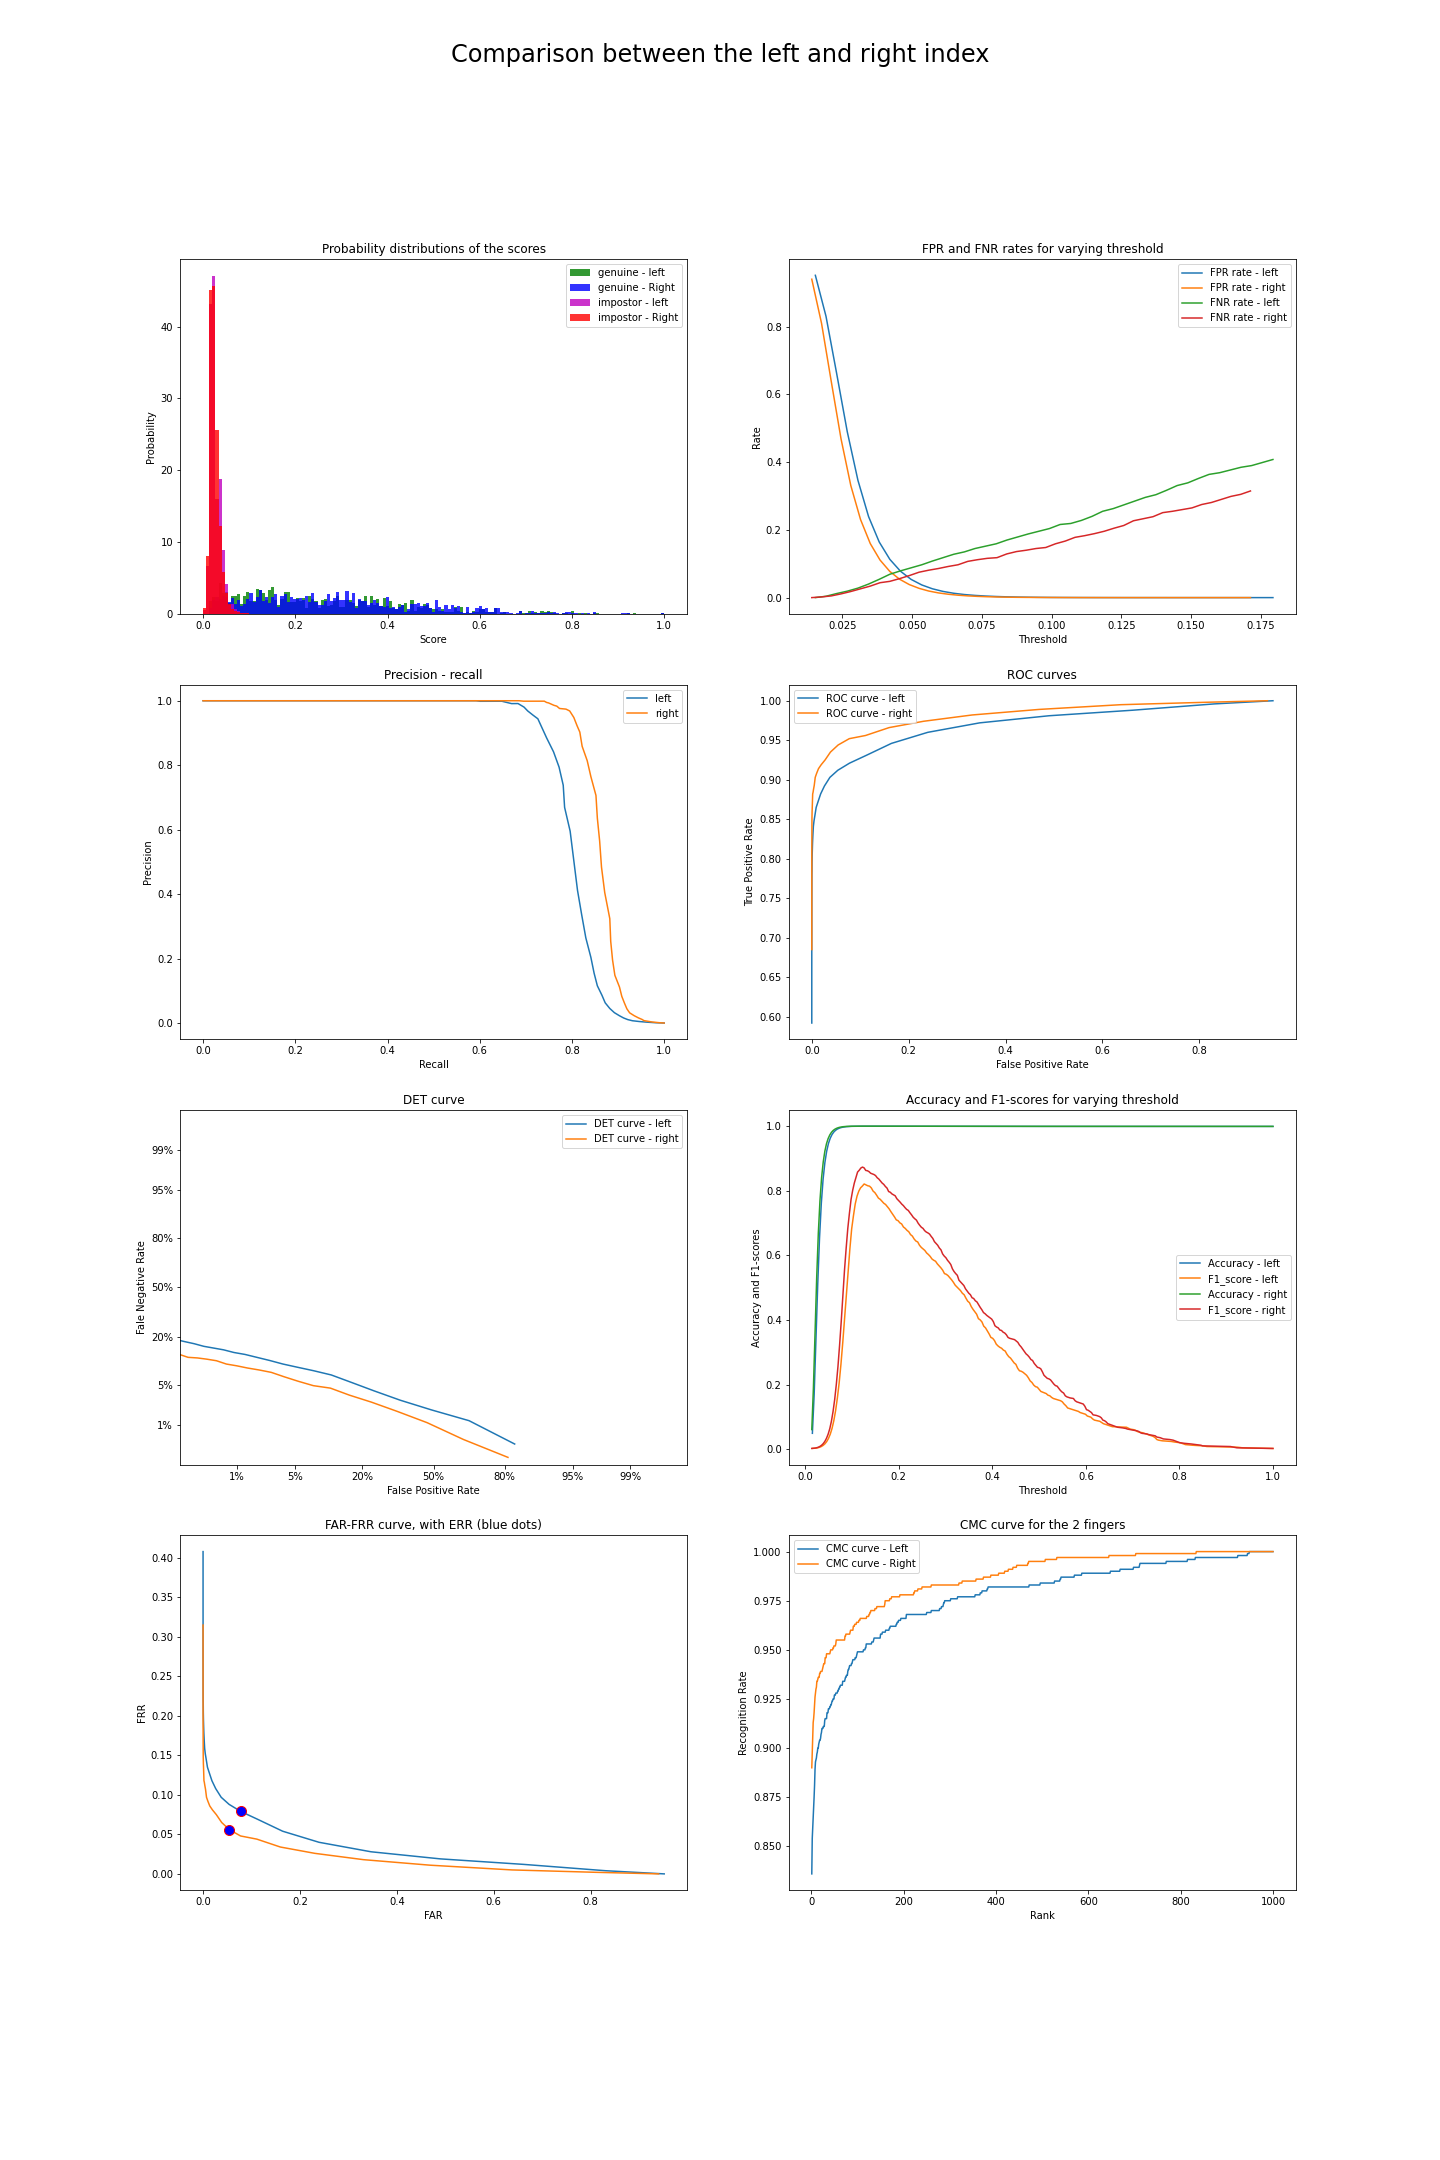 Comparison between the left and right index
Probability distributions of the scores
genuine - left
genuine - Right
impostor - left
impostor - Right
40
30
20
10
0
Probability
0.0 0.2 0.4 0.6 0.8 1.0
Score
FPR and FNR rates for varying threshold
FPR rate - left
FPR rate - right
FNR rate - left
FNR rate - right
0.8
0.6
0.4
0.2
0.0
Rate
0.025 0.050 0.075 0.100 0.125 0.150 0.175
Threshold
Precision - recall
left
right
1.0
0.8
0.6
0.4
0.2
0.0
Precision
0.0 0.2 0.4 0.6 0.8 1.0
Recall
ROC curves
ROC curve - left
ROC curve - right
1.00
0.95
0.90
0.85
0.80
0.75
0.70
0.65
0.60
True Positive Rate
0.0 0.2 0.4 0.6 0.8
False Positive Rate
DET curve
DET curve - left
DET curve - right
99%
95%
80%
50%
20%
5%
1%
Fale Negative Rate
1% 5% 20% 50% 80% 95% 99%
False Positive Rate
Accuracy and F1-scores for varying threshold
Accuracy - left
F1_score - left
Accuracy - right
F1_score - right
1.0
0.8
0.6
0.4
0.2
0.0
Accuracy and F1-scores
0.0 0.2 0.4 0.6 0.8 1.0
Threshold
FAR-FRR curve, with ERR (blue dots)
0.40
0.35
0.30
0.25
0.20
0.15
0.10
0.05
0.00
FRR
0.0 0.2 0.4 0.6 0.8
FAR
CMC curve for the 2 fingers
CMC curve - Left
CMC curve - Right
1.000
0.975
0.950
0.925
0.900
0.875
0.850
Recognition Rate
0 200 400 600 800 1000
Rank